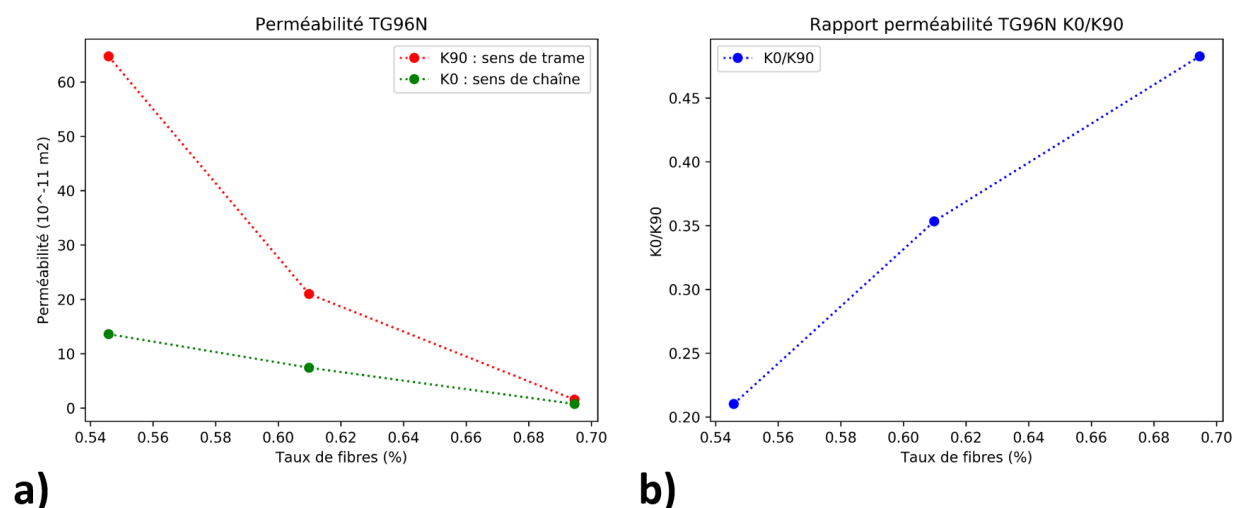 Perméabilité TG96N
K90 : sens de trame
K0 : sens de chaîne
Perméabilité (10^-11 m2)
60
50
40
30
20
10
0
0.54 0.56 0.58 0.60 0.62 0.64 0.66 0.68 0.70
Taux de fibres (%)
a)
Rapport perméabilité TG96N K0/K90
K0/K90
K0/K90
0.45
0.40
0.35
0.30
0.25
0.20
0.54 0.56 0.58 0.60 0.62 0.64 0.66 0.68 0.70
Taux de fibres (%)
b)